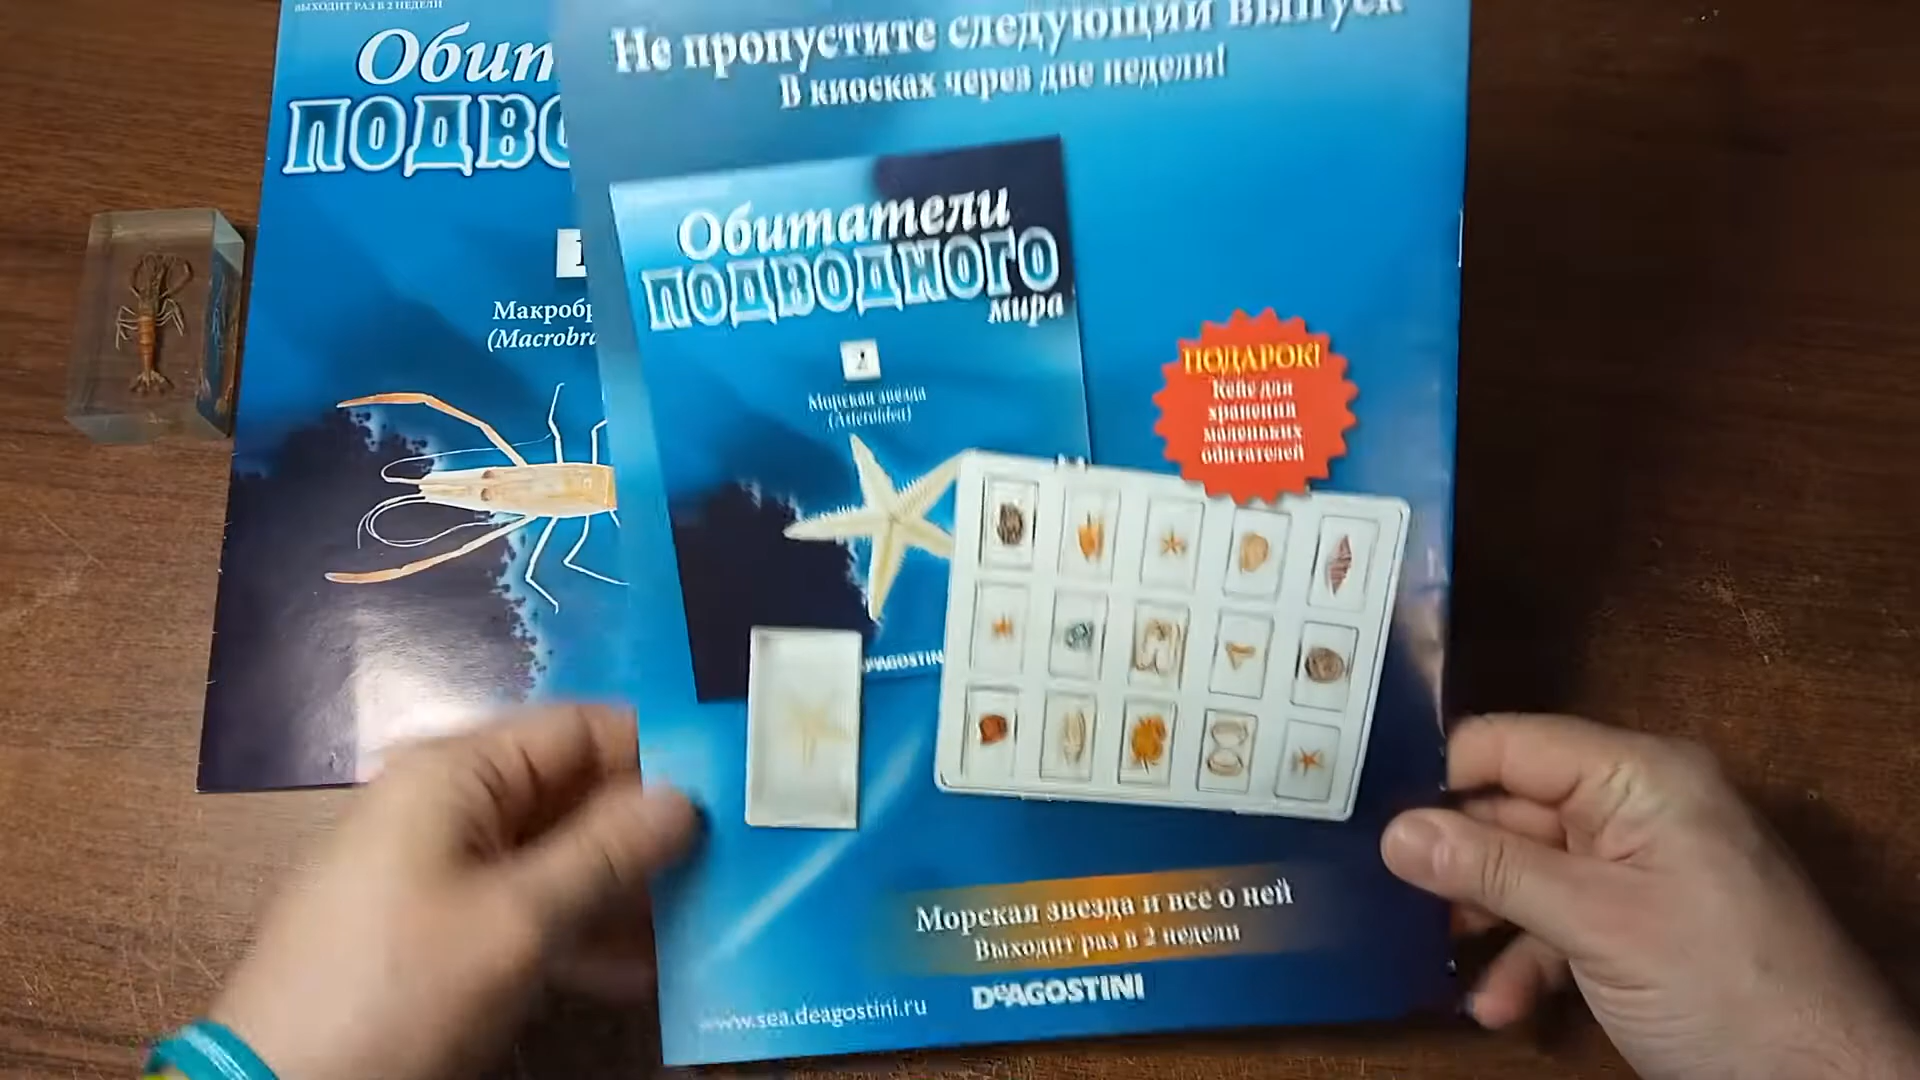 ВЫХОДИТ РАЗ В 2 НЕДЕЛИ
Обит
ПОДВО
1
Макробр
(Macrobra
Не пропустите следующий выпуск
В киосках через две недели!
Обитатели
ПОДВОДНОГО
мира
2
Морская звезда
(Asteroidea)
DEAGOSTINI
ПОДАРОК!
Кейс для
хранения
маленьких
обитателей
Морская звезда и все о ней
Выходит раз в 2 недели
www.sea.deagostini.ru
DeAGOSTINI